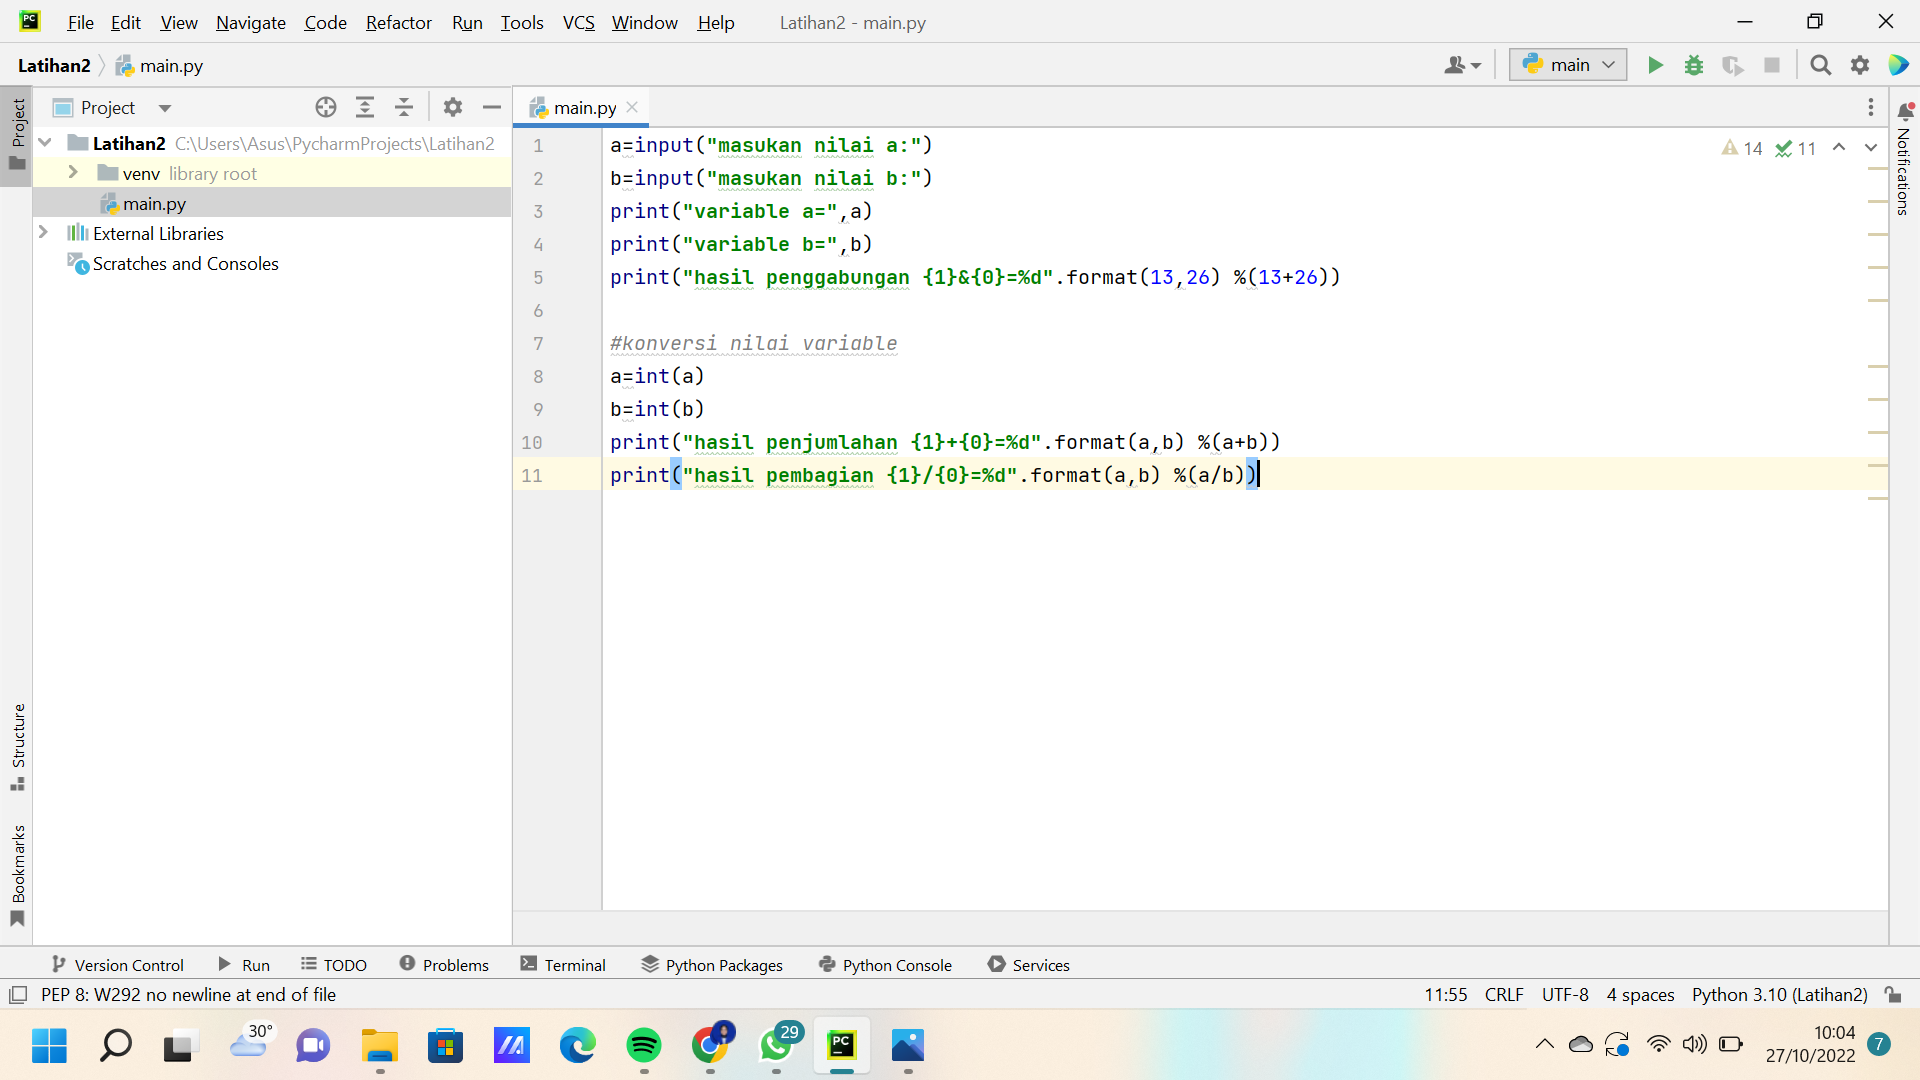 PC File Edit View Navigate Code Refactor Run Tools VCS Window Help Latihan2 - main.py
Latihan2 main.py main
Project
Project
main.py
Latihan2 C:\Users\Asus\PycharmProjects\Latihan2
venv library root
main.py
External Libraries
Scratches and Consoles
1 a=input("masukan nilai a:")
2 b=input("masukan nilai b:")
3 print("variable a=",a)
4 print("variable b=",b)
5 print("hasil penggabungan {1}&{0}=%d".format(13,26) %(13+26))
6
7 #konversi nilai variable
8 a=int(a)
9 b=int(b)
10 print("hasil penjumlahan {1}+{0}=%d".format(a,b) %(a+b))
11 print("hasil pembagian {1}/{0}=%d".format(a,b) %(a/b))
14 11
Notifications
Structure
Bookmarks
Version Control Run TODO Problems Terminal Python Packages Python Console Services
PEP 8: W292 no newline at end of file
11:55 CRLF UTF-8 4 spaces Python 3.10 (Latihan2)
30°
29
PC
10:04
27/10/2022
7